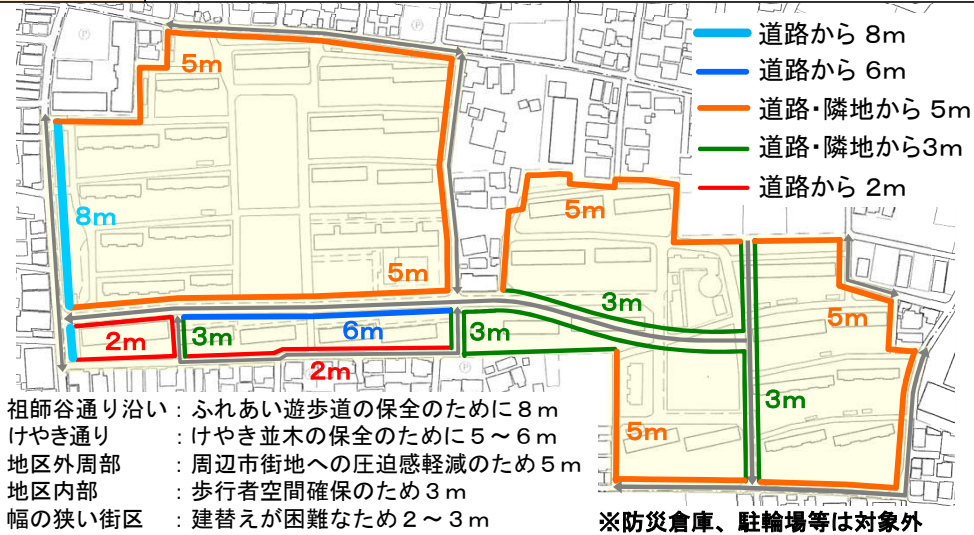 道路から 8m
道路から 6m
道路・隣地から 5m
道路・隣地から3m
道路から 2m
5m
8m
5m
5m
3m
5m
2m
3m
6m
3m
2m
3m
5m
祖師谷通り沿い：ふれあい遊歩道の保全のために８ｍ
けやき通り　　：けやき並木の保全のために５～６ｍ
地区外周部　　：周辺市街地への圧迫感軽減のため５ｍ
地区内部　　　：歩行者空間確保のため３ｍ
幅の狭い街区　：建替えが困難なため２～３ｍ
※防災倉庫、駐輪場等は対象外